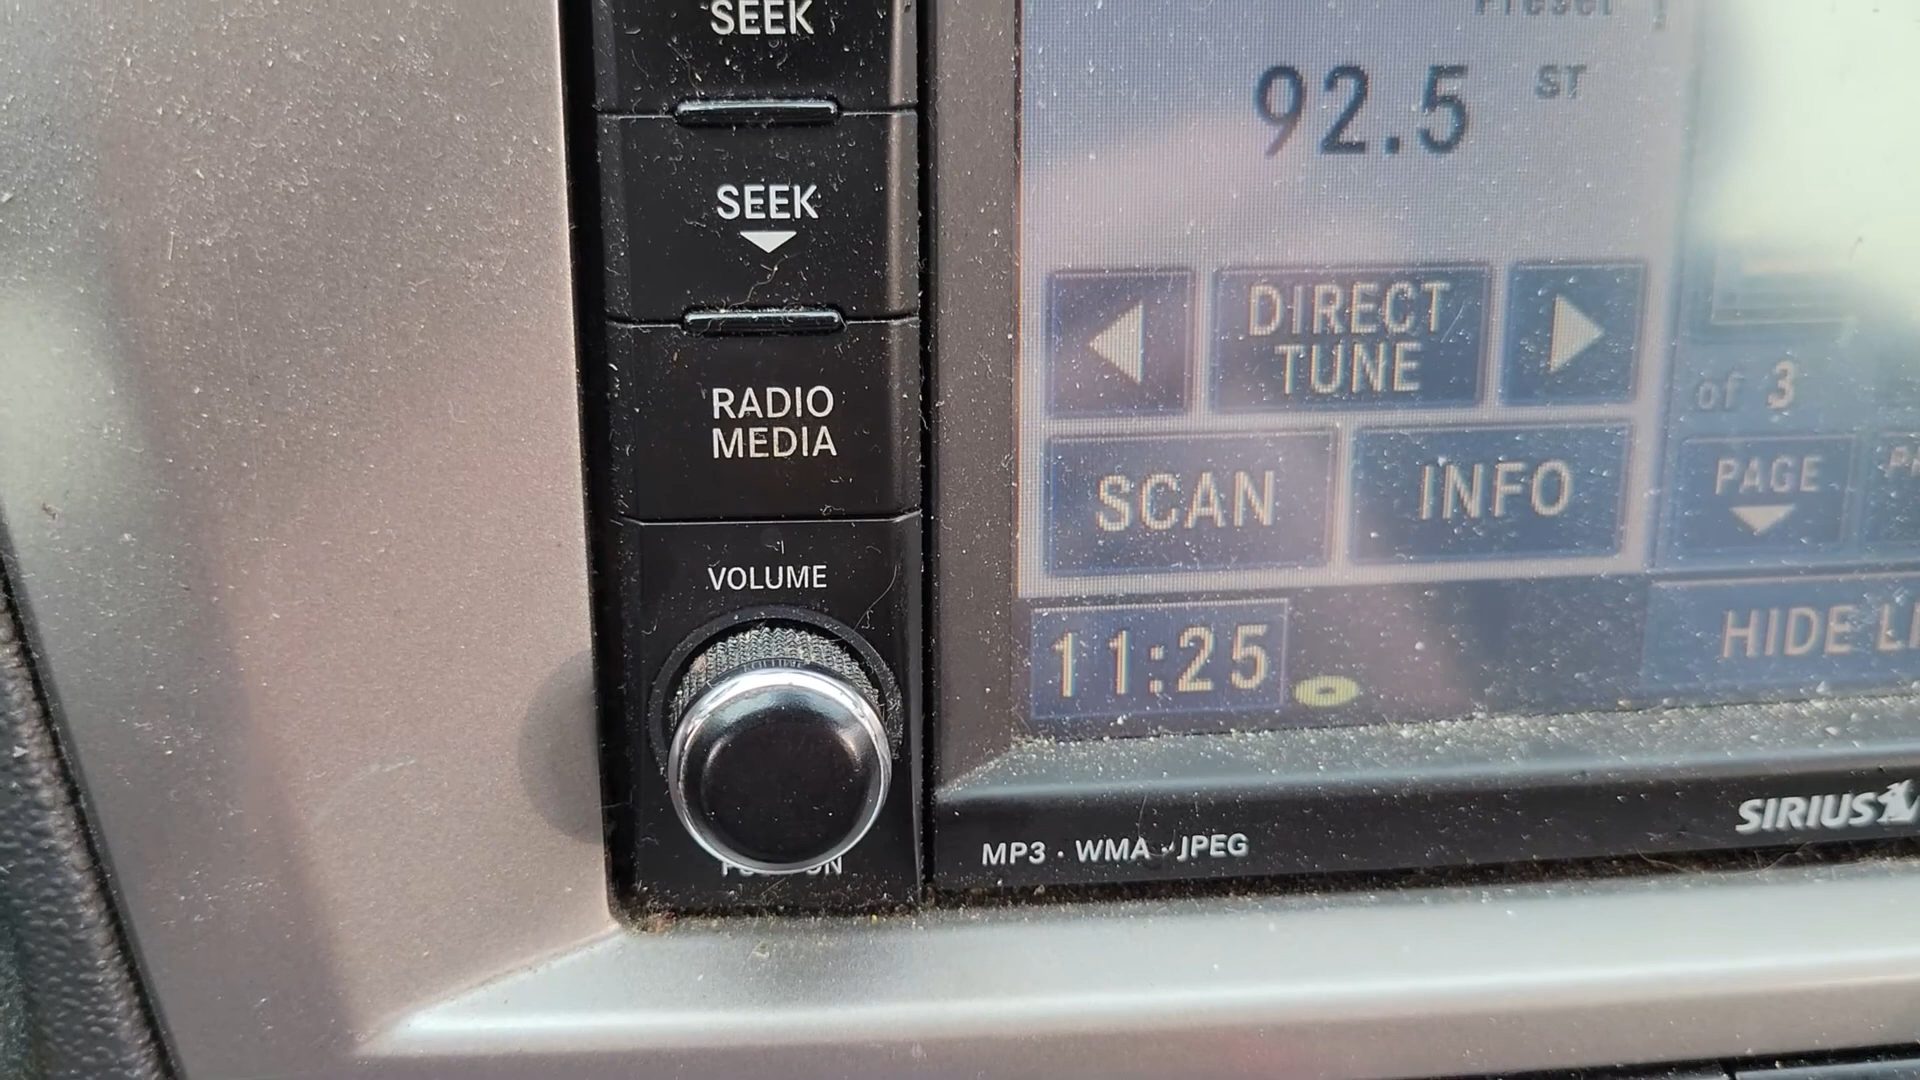 SEEK
SEEK
RADIO
MEDIA
VOLUME
Preset
92.5 ST
DIRECT
TUNE
SCAN
INFO
11:25
of 3
PAGE
HIDE
MP3 · WMA · JPEG
SIRIUS